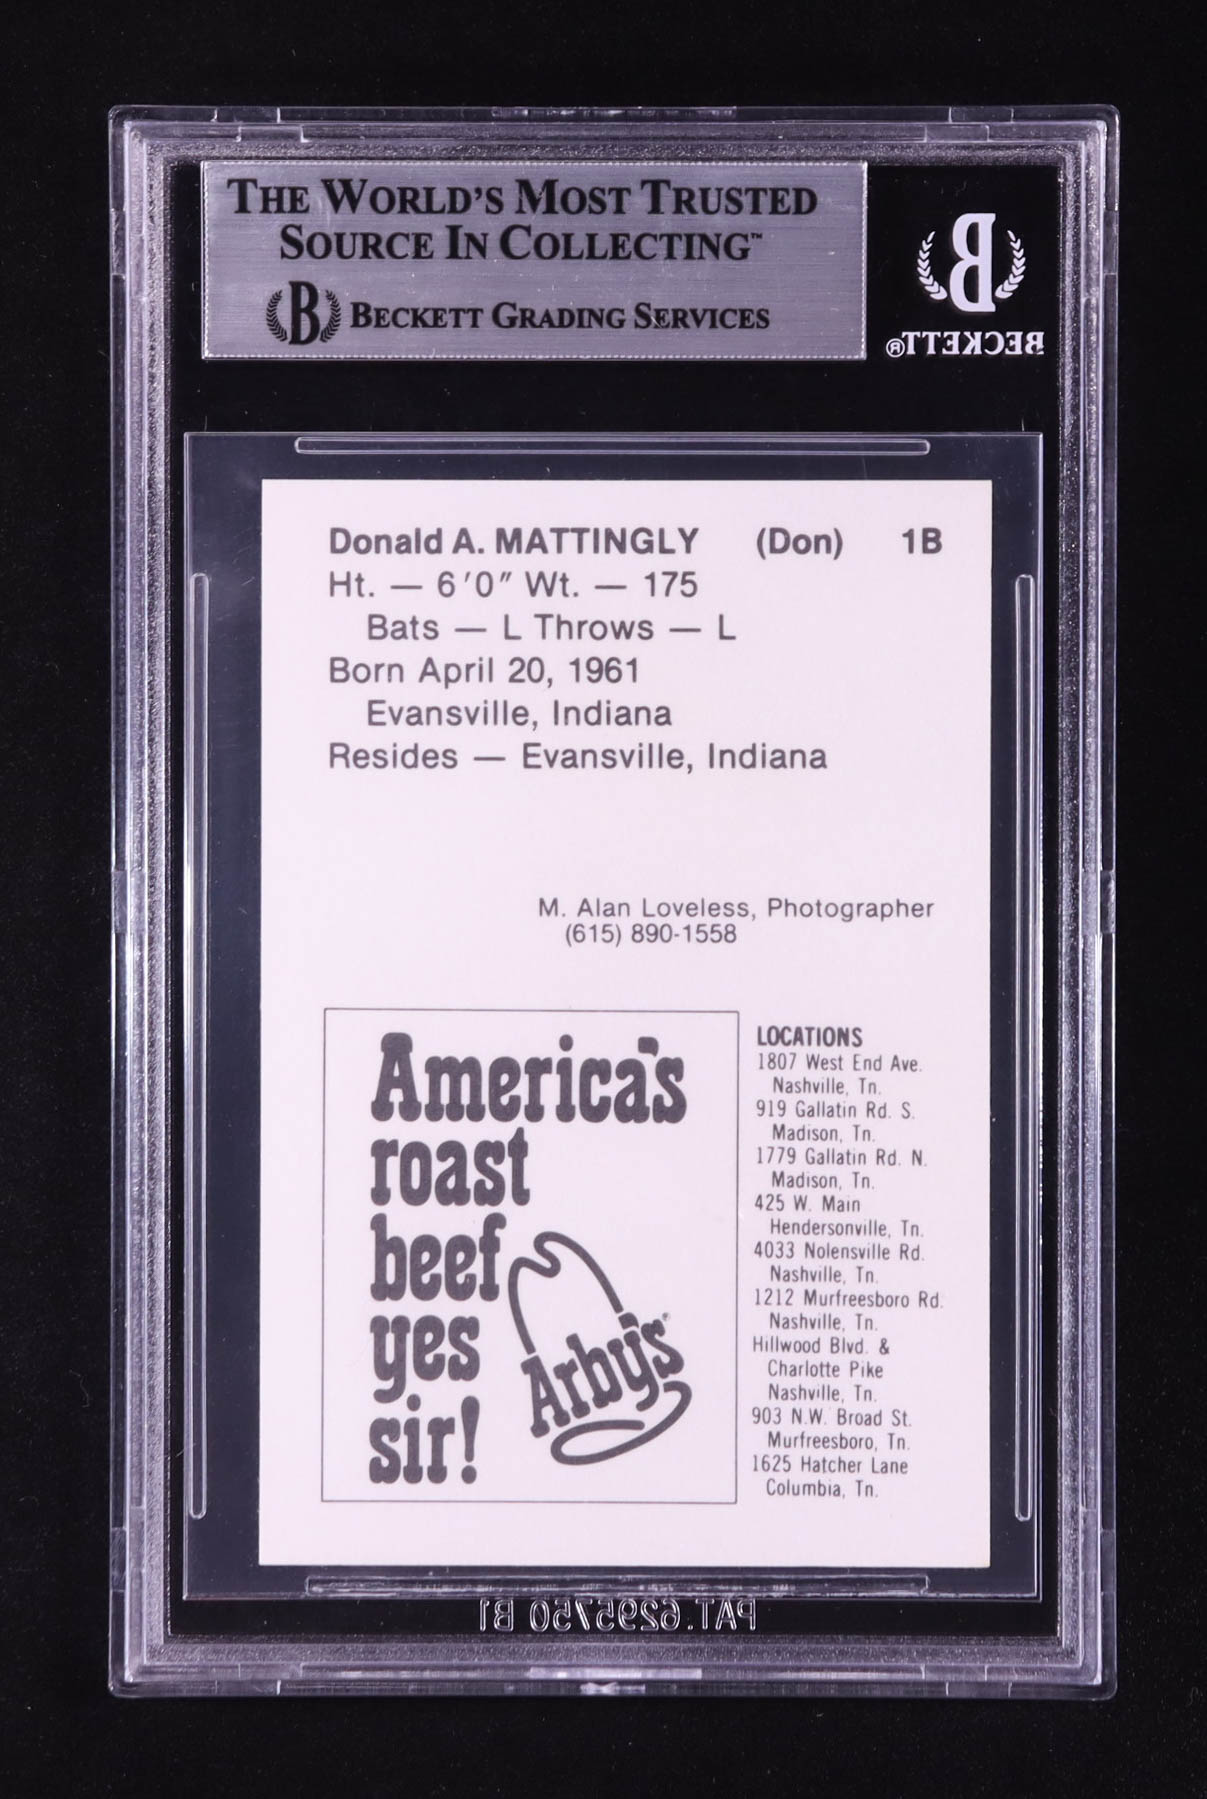 THE WORLD'S MOST TRUSTED
SOURCE IN COLLECTING™
B BECKETT GRADING SERVICES
B
BECKETT®
Donald A. MATTINGLY (Don) 1B
Ht. — 6'0" Wt. — 175
Bats — L Throws — L
Born April 20, 1961
Evansville, Indiana
Resides — Evansville, Indiana
M. Alan Loveless, Photographer
(615) 890-1558
America's
roast
beef
yes
sir!
Arby's®
LOCATIONS
1807 West End Ave.
Nashville, Tn.
919 Gallatin Rd. S.
Madison, Tn.
1779 Gallatin Rd. N.
Madison, Tn.
425 W. Main
Hendersonville, Tn.
4033 Nolensville Rd.
Nashville, Tn.
1212 Murfreesboro Rd.
Nashville, Tn.
Hillwood Blvd. &
Charlotte Pike
Nashville, Tn.
903 N.W. Broad St.
Murfreesboro, Tn.
1625 Hatcher Lane
Columbia, Tn.
PAT.6295750 B1